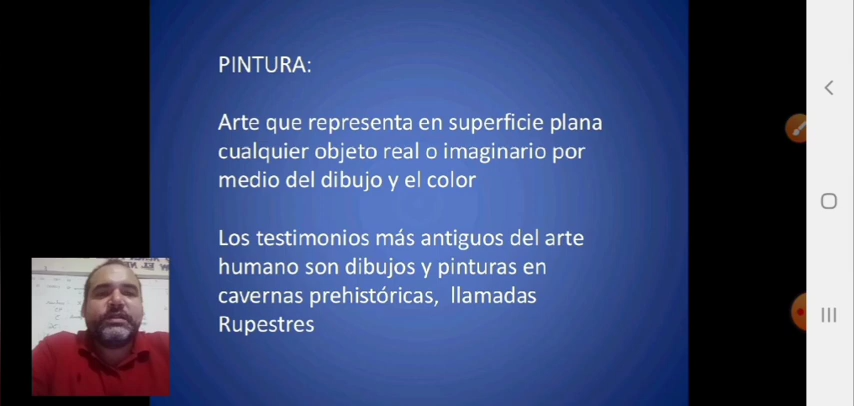 PINTURA:
Arte que representa en superficie plana
cualquier objeto real o imaginario por
medio del dibujo y el color
Los testimonios más antiguos del arte
humano son dibujos y pinturas en
cavernas prehistóricas, llamadas
Rupestres